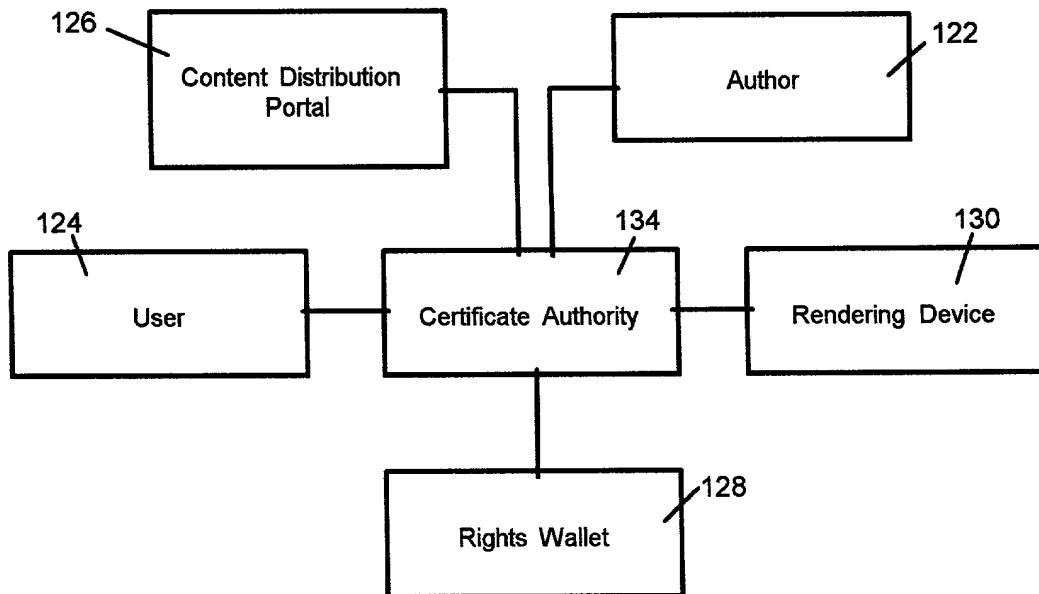 126
Content Distribution
Portal
122
Author
124
User
134
Certificate Authority
130
Rendering Device
128
Rights Wallet